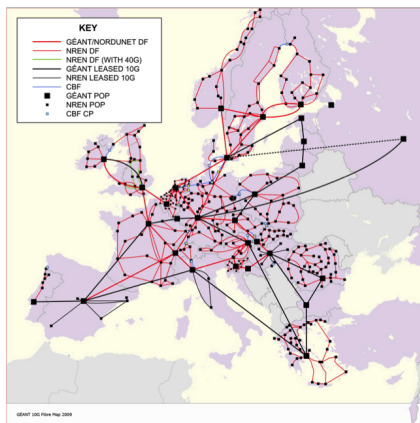 KEY
GÉANT/NORDUNET DF
NREN DF
NREN DF (WITH 40G)
GÉANT LEASED 10G
NREN LEASED 10G
CBF
GÉANT POP
NREN POP
CBF CP
GÉANT 10G Fibre Map 2009